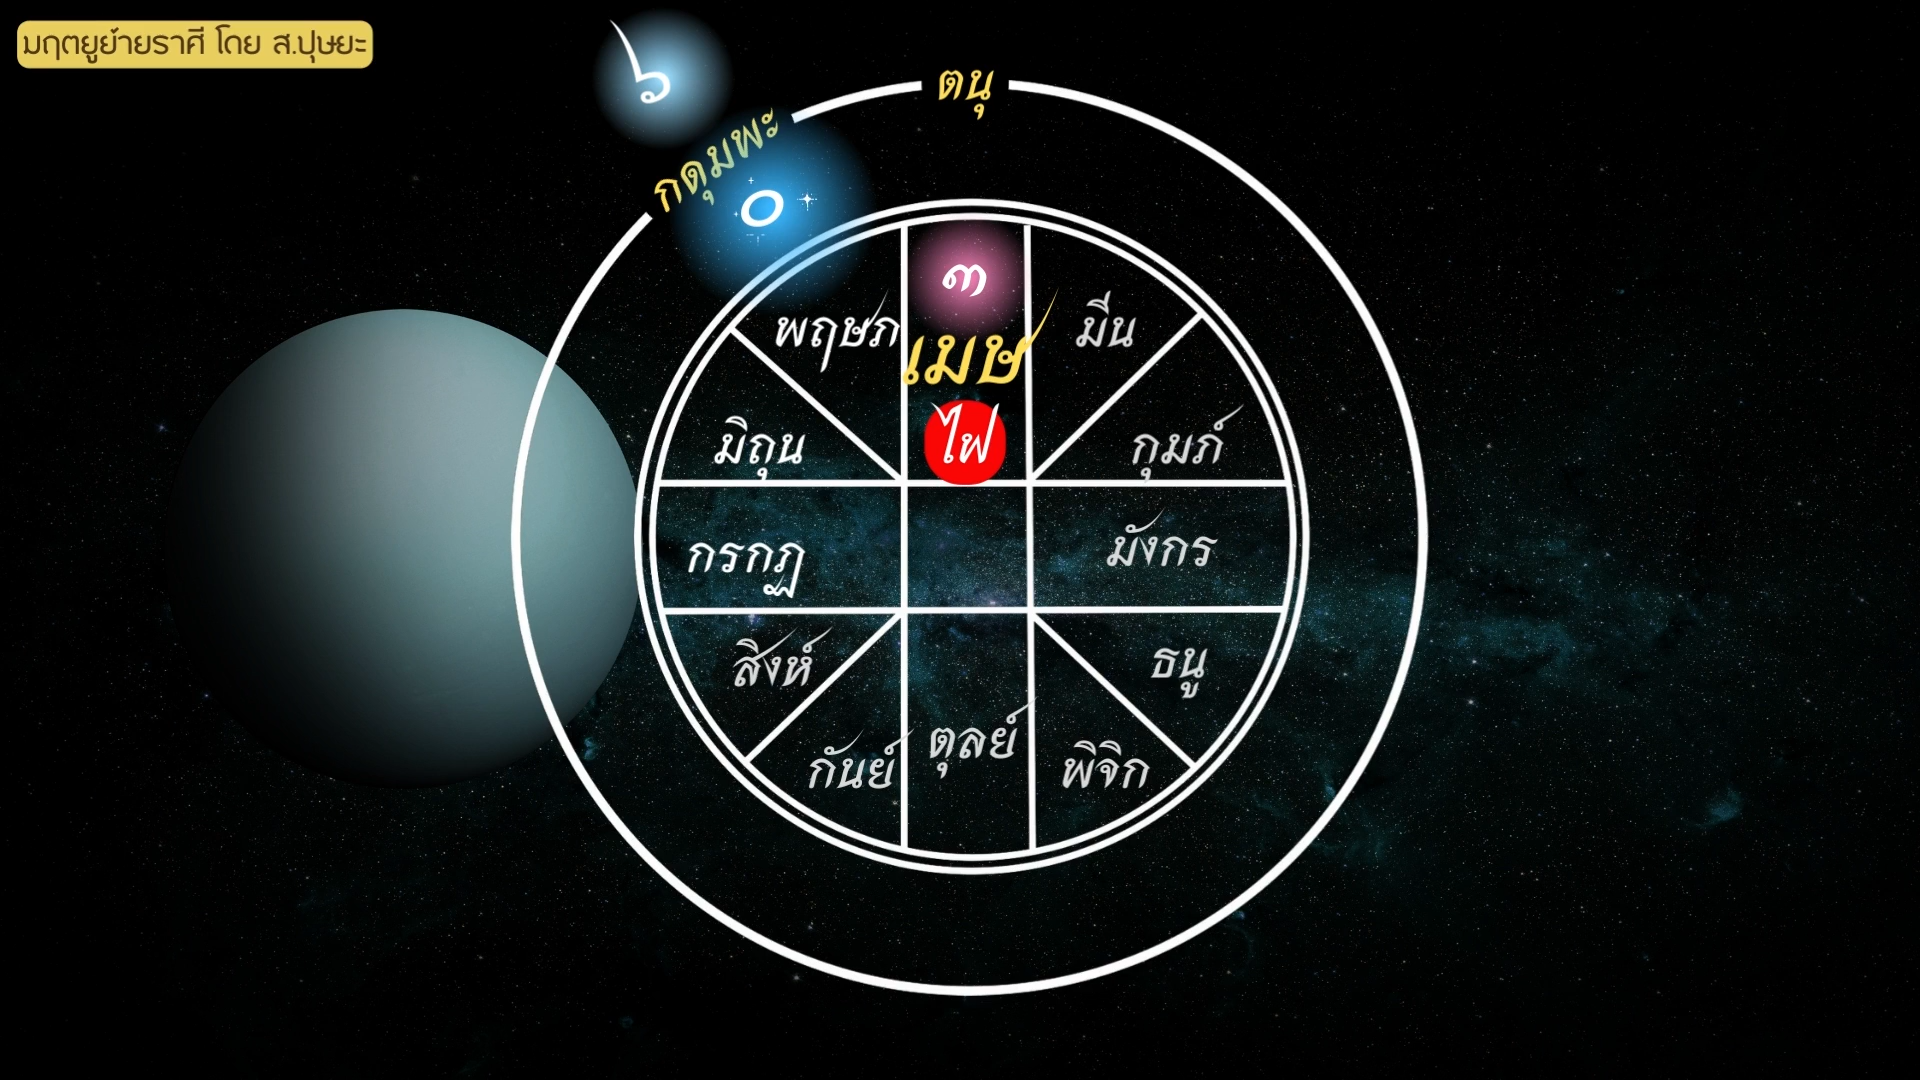 มฤตยูย้ายราศี โดย ส.ปุษยะ
๖
ตนุ
กดุมพะ
๐
๓
พฤษภ
เมษ
มีน
ไฟ
มิถุน
กุมภ์
กรกฏ
มังกร
สิงห์
ธนู
กันย์
ตุลย์
พิจิก